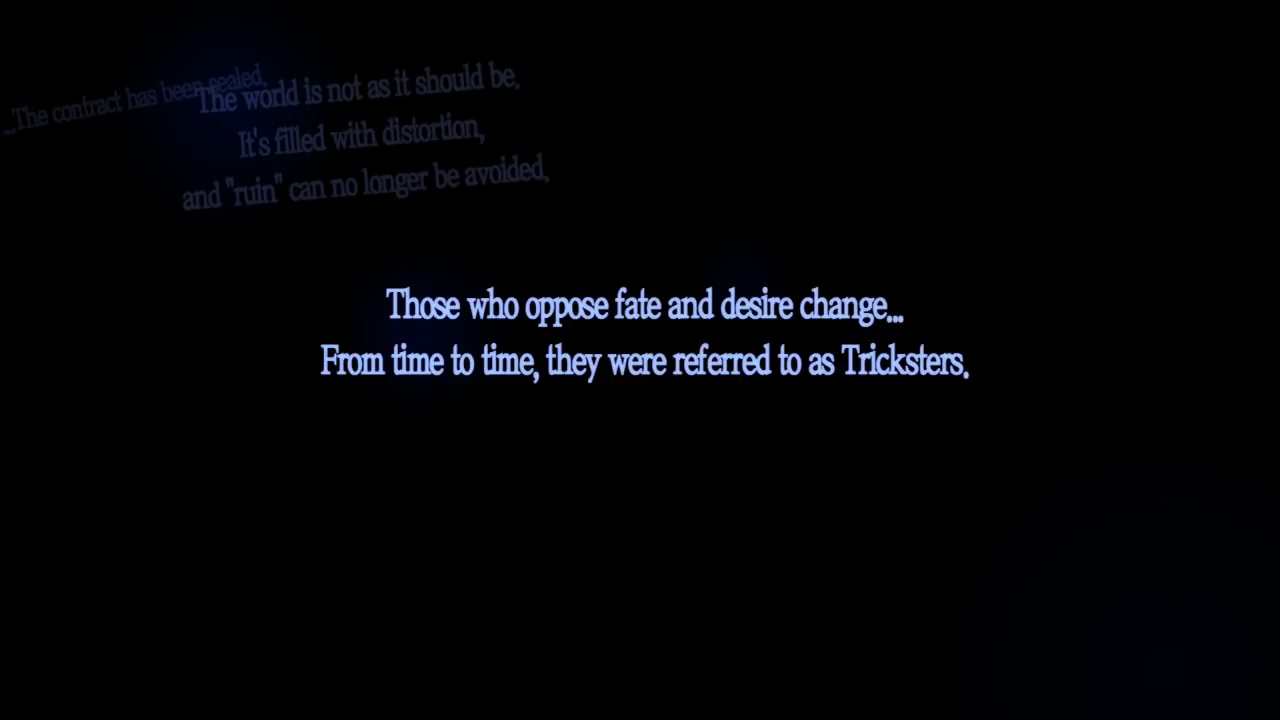 ...The contract has been sealed.
The world is not as it should be.
It's filled with distortion,
and "ruin" can no longer be avoided.
Those who oppose fate and desire change...
From time to time, they were referred to as Tricksters.